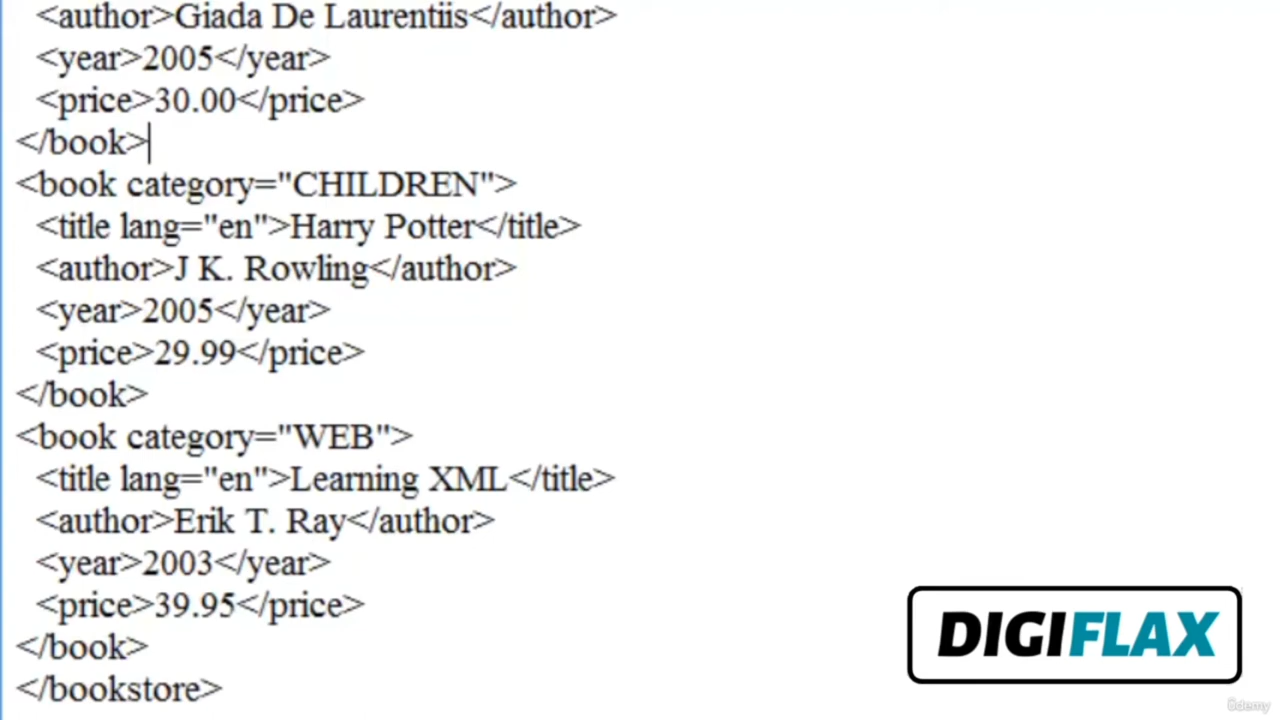 <author>Giada De Laurentiis</author>
<year>2005</year>
<price>30.00</price>
</book>
<book category="CHILDREN">
<title lang="en">Harry Potter</title>
<author>J K. Rowling</author>
<year>2005</year>
<price>29.99</price>
</book>
<book category="WEB">
<title lang="en">Learning XML</title>
<author>Erik T. Ray</author>
<year>2003</year>
<price>39.95</price>
</book>
</bookstore>
DIGIFLAX
ûdemy